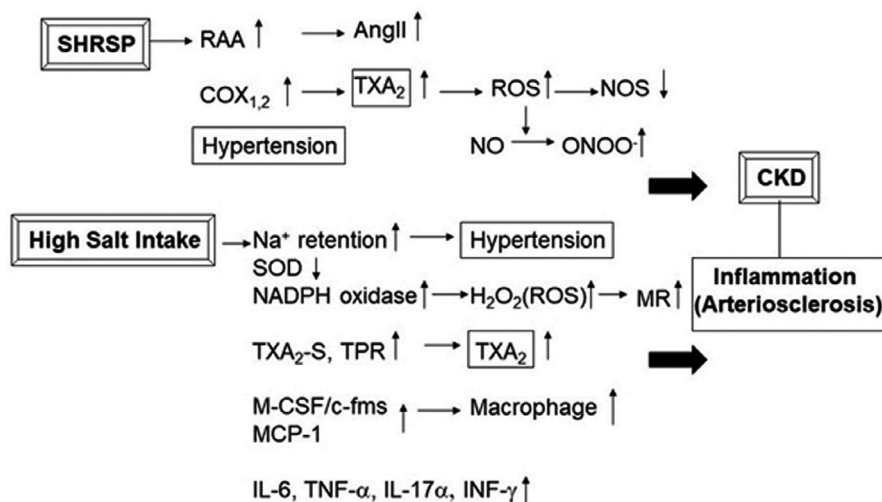 SHRSP → RAA ↑ → AngII ↑
COX1,2 ↑ → TXA2 ↑ → ROS ↑ → NOS ↓
Hypertension NO → ONOO- ↑
CKD
High Salt Intake → Na+ retention ↑ → Hypertension
SOD ↓
NADPH oxidase ↑ → H2O2(ROS) ↑ → MR ↑
Inflammation
(Arteriosclerosis)
TXA2-S, TPR ↑ → TXA2 ↑
M-CSF/c-fms ↑ → Macrophage ↑
MCP-1
IL-6, TNF-α, IL-17α, INF-γ ↑